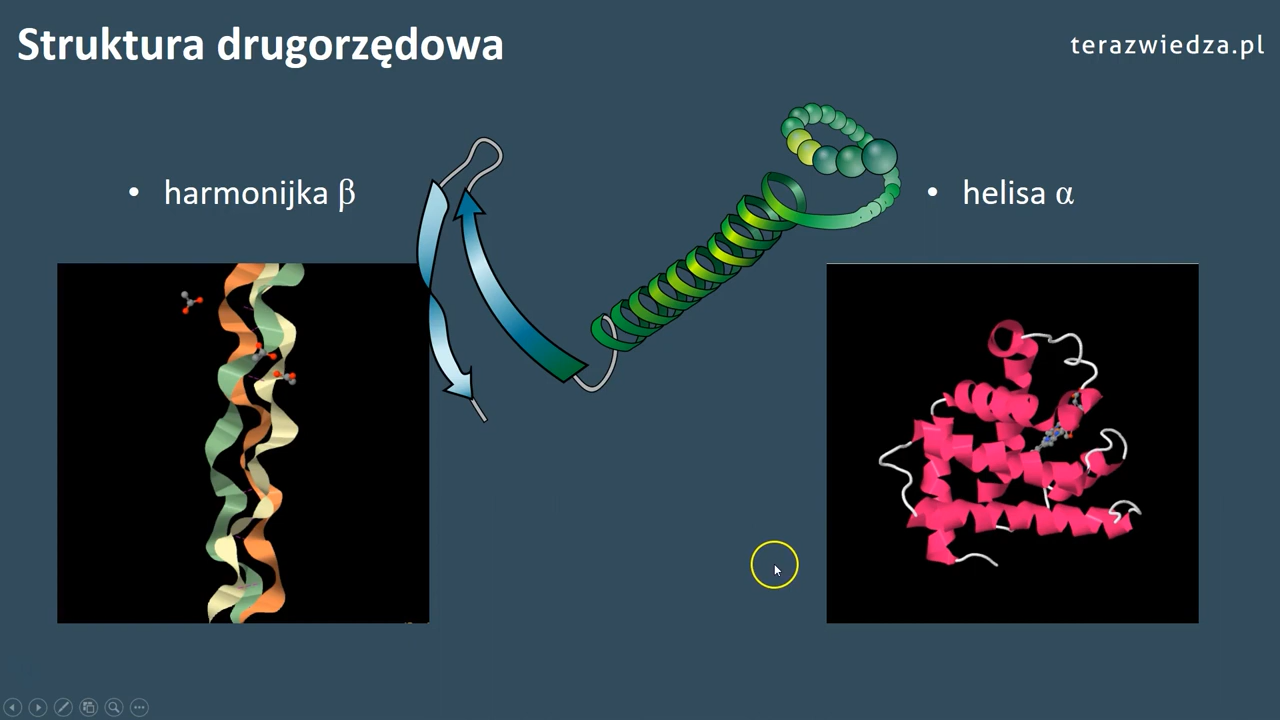 Struktura drugorzędowa
terazwiedza.pl
• harmonijka β
• helisa α